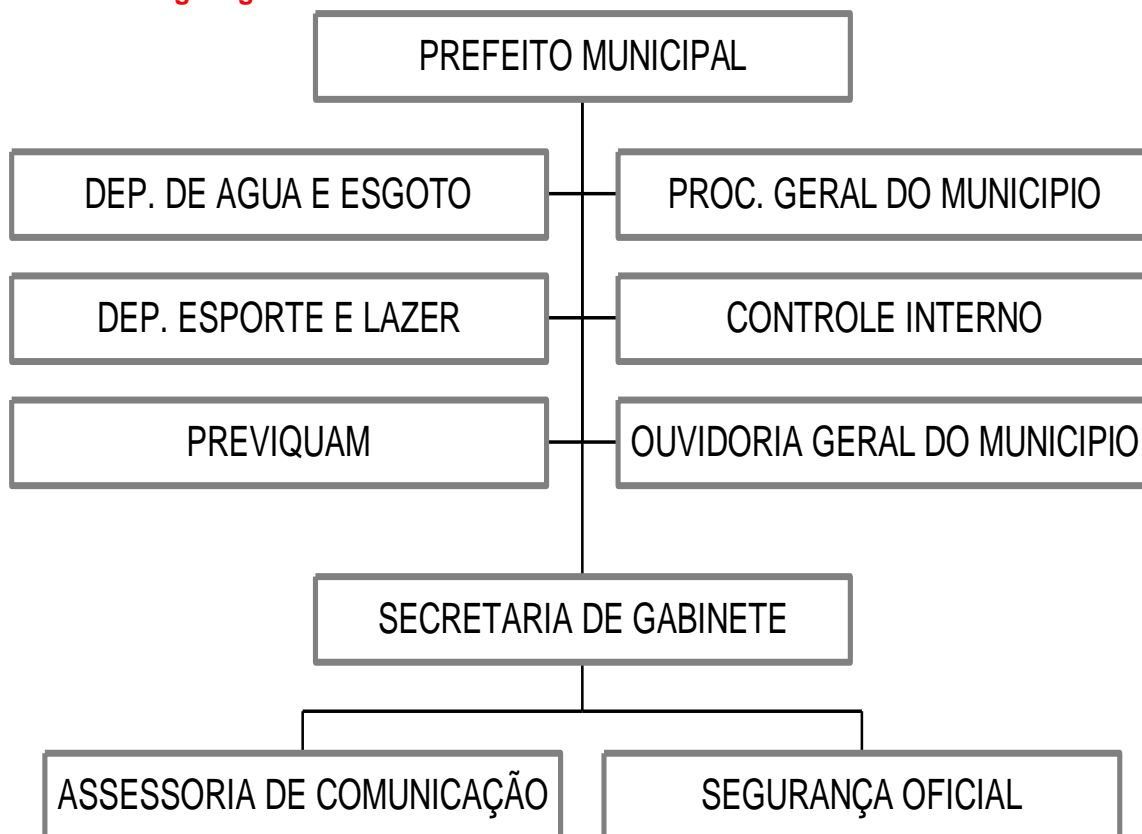 PREFEITO MUNICIPAL
DEP. DE AGUA E ESGOTO
PROC. GERAL DO MUNICIPIO
DEP. ESPORTE E LAZER
CONTROLE INTERNO
PREVIQUAM
OUVIDORIA GERAL DO MUNICIPIO
SECRETARIA DE GABINETE
ASSESSORIA DE COMUNICAÇÃO
SEGURANÇA OFICIAL